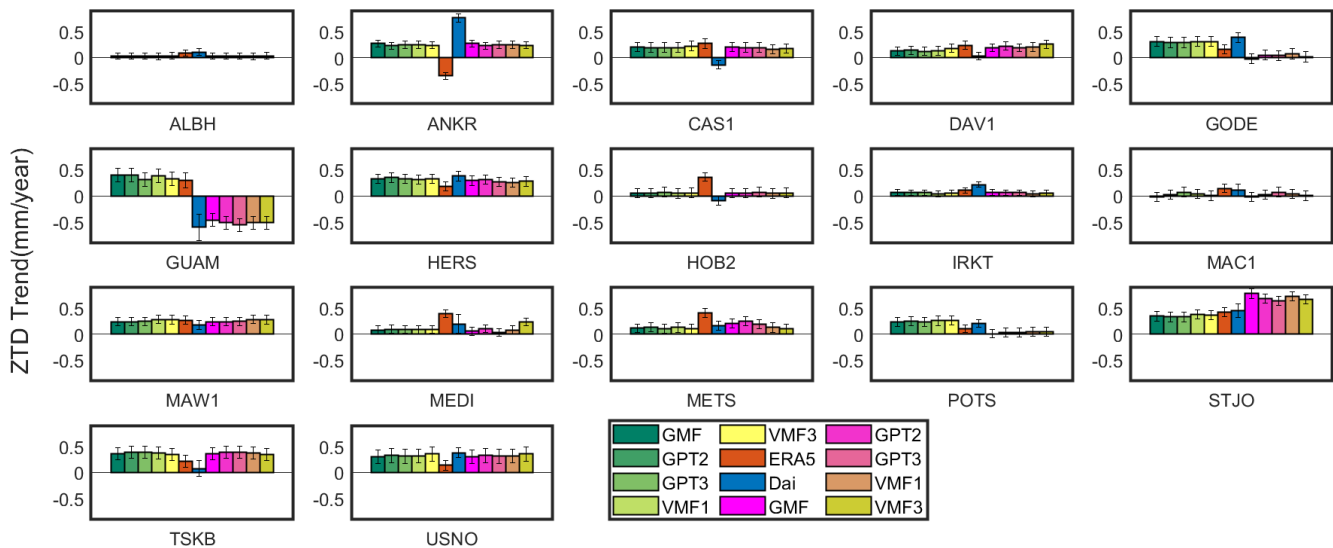 ZTD Trend(mm/year)
0.5
0
-0.5
ALBH
0.5
0
-0.5
ANKR
0.5
0
-0.5
CAS1
0.5
0
-0.5
DAV1
0.5
0
-0.5
GODE
0.5
0
-0.5
GUAM
0.5
0
-0.5
HERS
0.5
0
-0.5
HOB2
0.5
0
-0.5
IRKT
0.5
0
-0.5
MAC1
0.5
0
-0.5
MAW1
0.5
0
-0.5
MEDI
0.5
0
-0.5
METS
0.5
0
-0.5
POTS
0.5
0
-0.5
STJO
0.5
0
-0.5
TSKB
0.5
0
-0.5
USNO
GMF VMF3 GPT2
GPT2 ERA5 GPT3
GPT3 Dai VMF1
VMF1 GMF VMF3